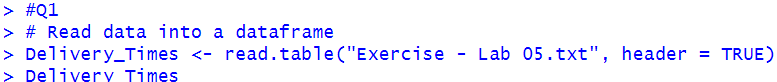 > #Q1
> # Read data into a dataframe
> Delivery_Times <- read.table("Exercise - Lab 05.txt", header = TRUE)
> Delivery_Times